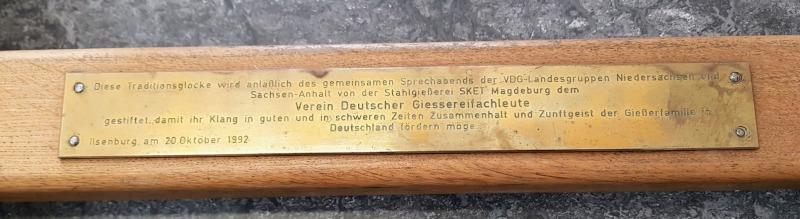 Diese Traditionsglocke wird anläßlich des gemeinsamen Sprechabends der VDG-Landesgruppen Niedersachsen und
Sachsen-Anhalt von der Stahlgießerei SKET Magdeburg dem
Verein Deutscher Giessereifachleute
gestiftet, damit ihr Klang in guten und in schweren Zeiten Zusammenhalt und Zunftgeist der Gießerfamilie in
Deutschland fördern möge.
Ilsenburg, am 20. Oktober 1992